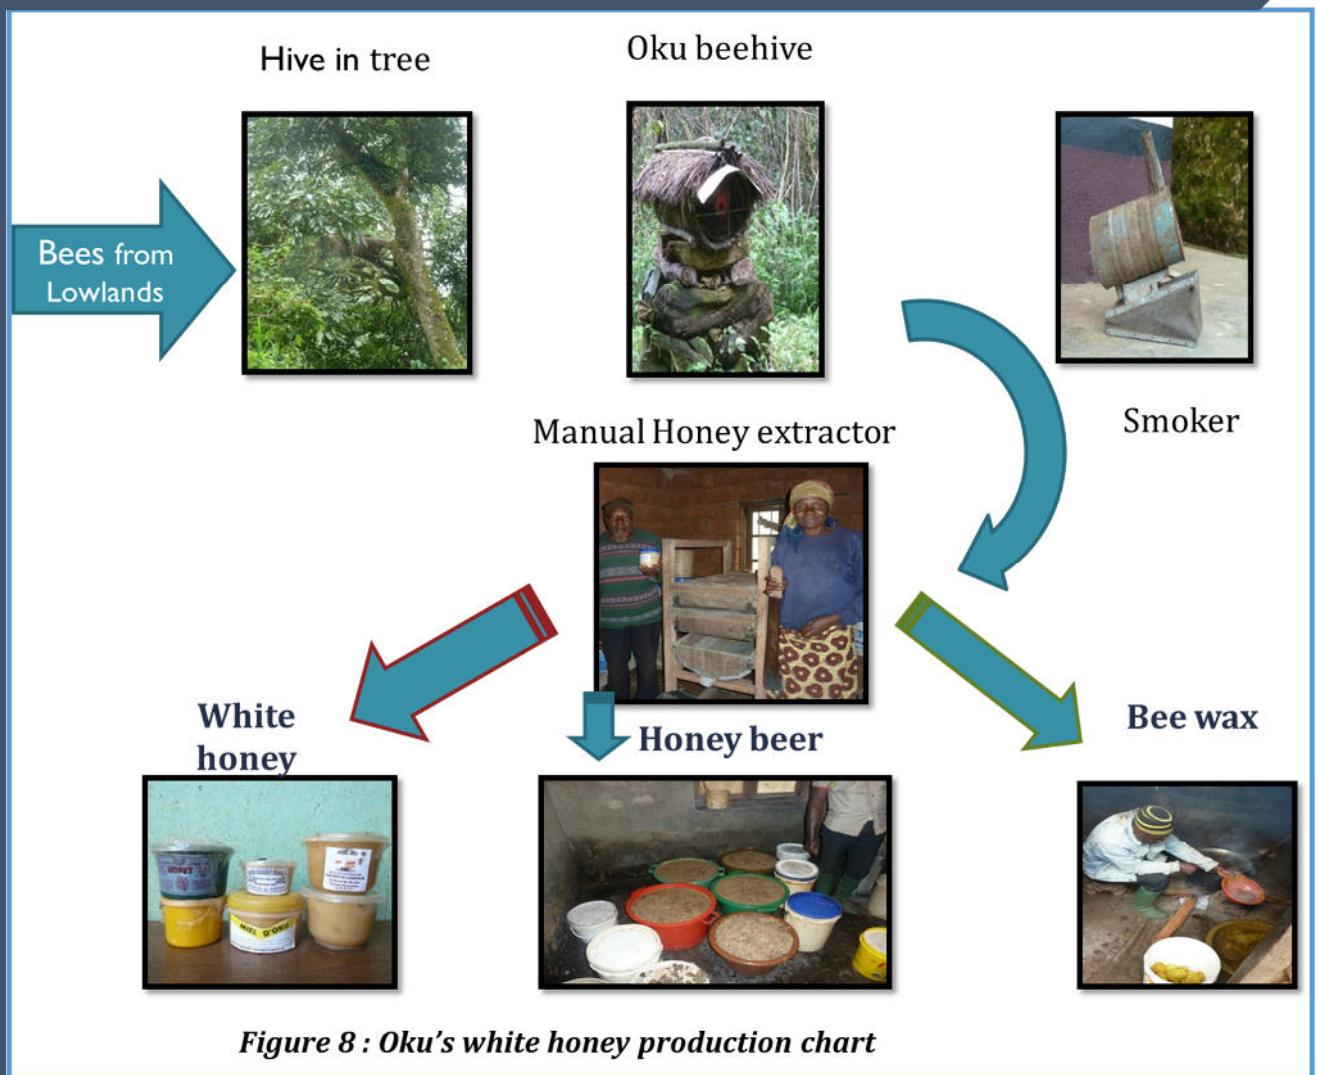 Hive in tree
Oku beehive
Bees from
Lowlands
Smoker
Manual Honey extractor
White
honey
Honey beer
Bee wax
HONEY
MIEL D'OKU
Figure 8 : Oku's white honey production chart